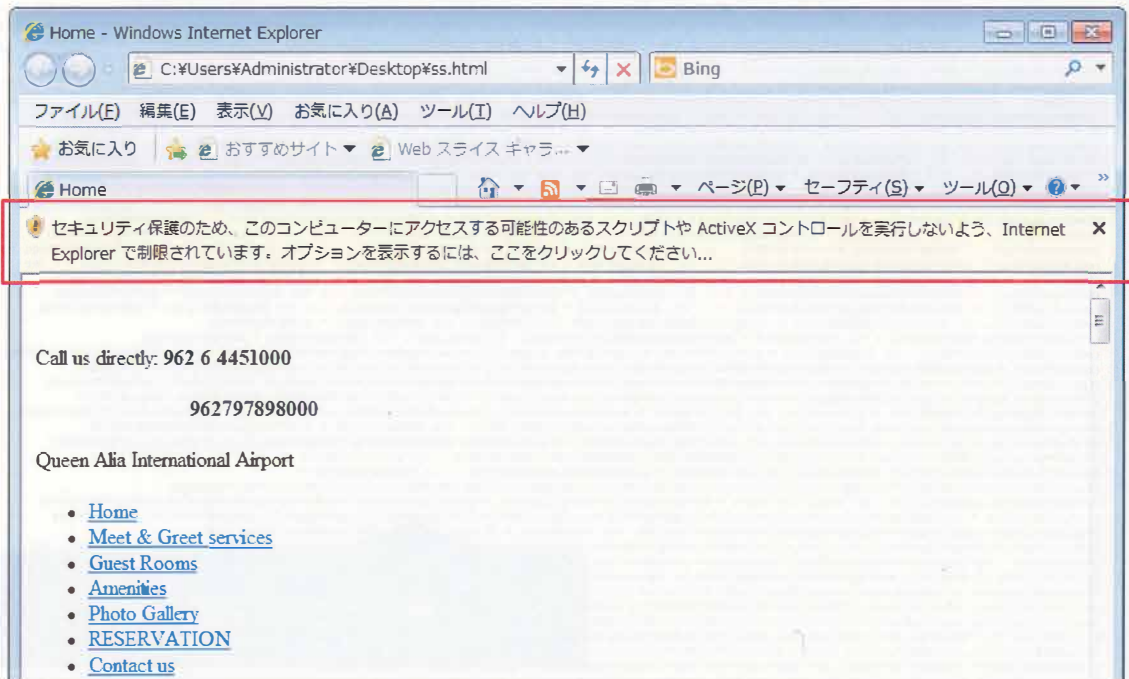 Home - Windows Internet Explorer
C:¥Users¥Administrator¥Desktop¥ss.html
Bing
ファイル(F) 編集(E) 表示(V) お気に入り(A) ツール(T) ヘルプ(H)
お気に入り おすすめサイト ▼ Web スライス ギャラ... ▼
Home ページ(P) ▼ セーフティ(S) ▼ ツール(O) ▼
セキュリティ保護のため、このコンピューターにアクセスする可能性のあるスクリプトや ActiveX コントロールを実行しないよう、Internet
Explorer で制限されています。オプションを表示するには、ここをクリックしてください...
Call us directly: 962 6 4451000
962797898000
Queen Alia International Airport
• Home
• Meet & Greet services
• Guest Rooms
• Amenities
• Photo Gallery
• RESERVATION
• Contact us